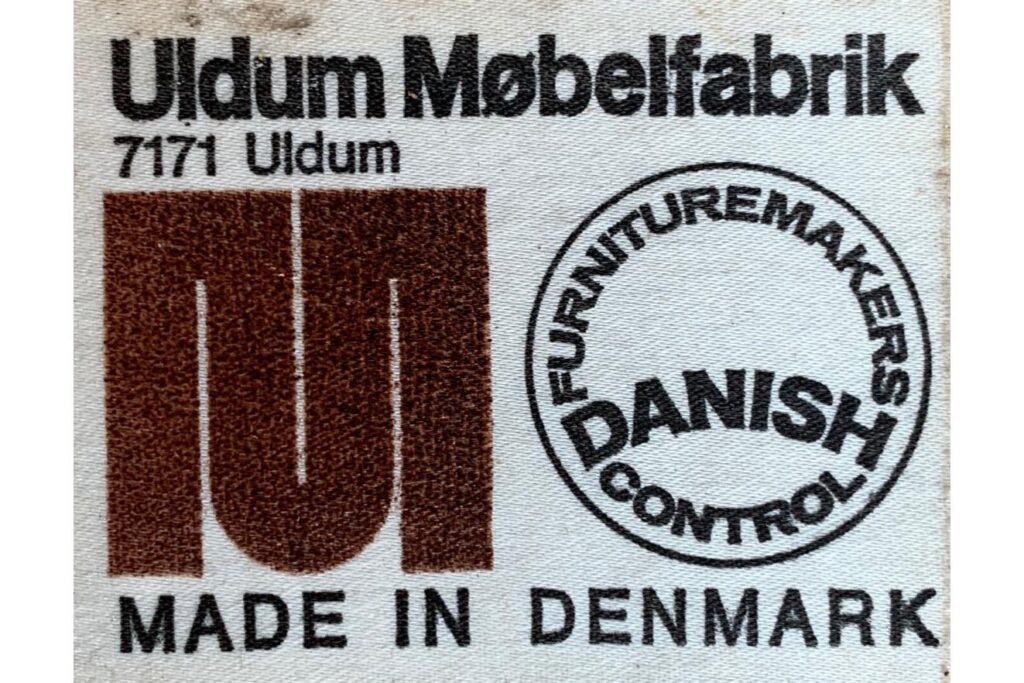 Uldum Møbelfabrik
7171 Uldum
FURNITUREMAKERS
DANISH
CONTROL
MADE IN DENMARK